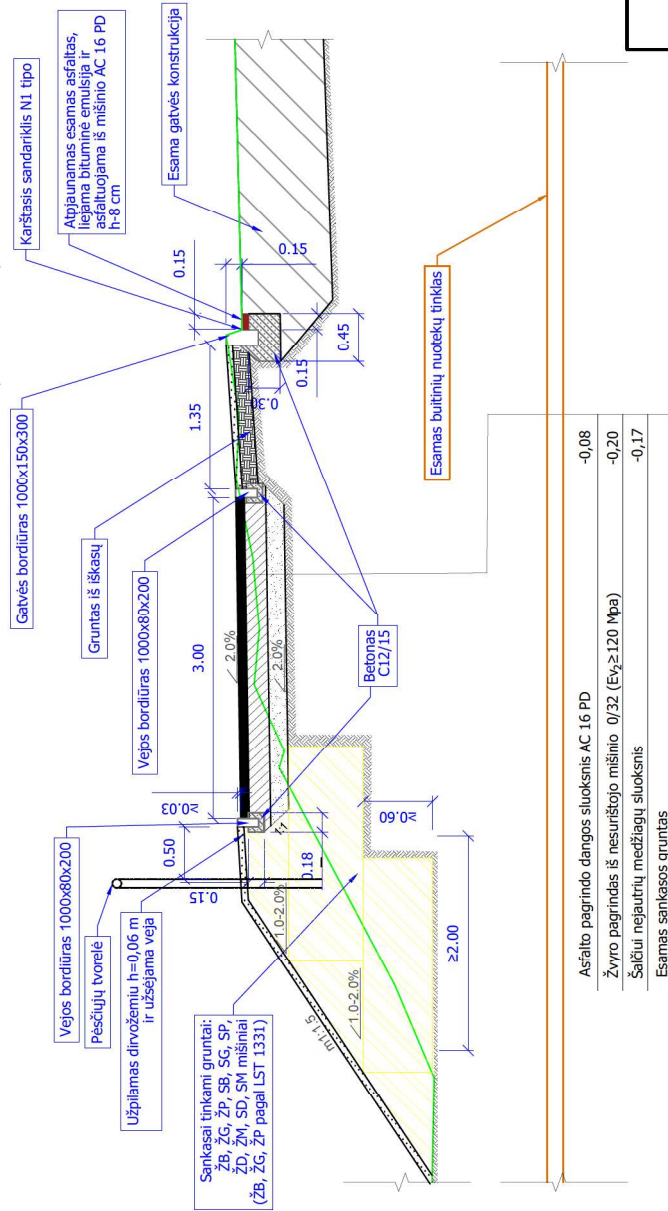 Karštasis sandariklis N1 tipo
Atpjaunamas esamas asfaltas,
liejama bituminė emulsija ir
asfaltuojama iš mišinio AC 16 PD
h-8 cm
Esama gatvės konstrukcija
Gatvės bordiūras 1000x150x300
Gruntas iš iškasų
Vejos bordiūras 1000x80x200
Vejos bordiūras 1000x80x200
Pėsčiųjų tvorelė
Užpilamas dirvožemiu h=0,06 m
ir užsėjama veja
Sankasai tinkami gruntai:
ŽB, ŽG, ŽP, SB, SG, SP,
ŽD, ŽM, SD, SM mišiniai
(ŽB, ŽG, ŽP pagal LST 1331)
Betonas
C12/15
Esamas buitinių nuotekų tinklas
0.15
0.15
1.35
0.30
0.15
0.45
3.00
2.0%
2.0%
≥0.03
0.50
0.15
0.18
1:1
1.0-2.0%
1.0-2.0%
m1:1.5
≥0.60
≥2.00
Asfalto pagrindo dangos sluoksnis AC 16 PD -0,08
Žvyro pagrindas iš nesurištojo mišinio 0/32 (Ev₂≥120 Mpa) -0,20
Šalčiui nejautrių medžiagų sluoksnis -0,17
Esamas sankasos gruntas